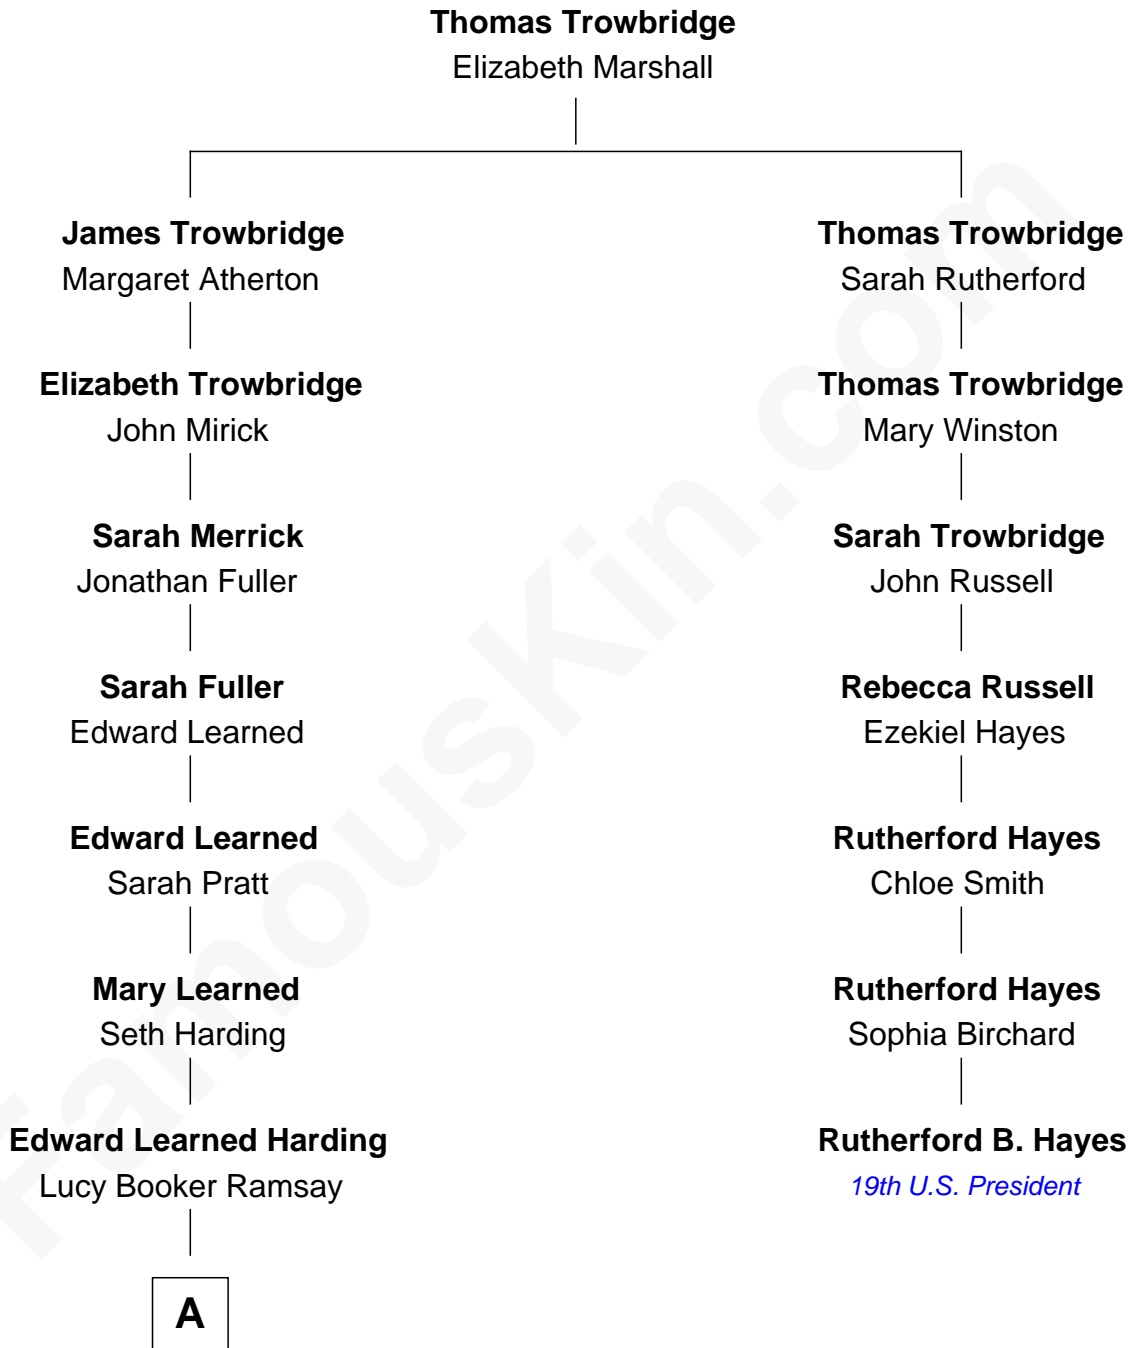 Thomas Trowbridge
Elizabeth Marshall
James Trowbridge
Margaret Atherton
Thomas Trowbridge
Sarah Rutherford
Elizabeth Trowbridge
John Mirick
Thomas Trowbridge
Mary Winston
Sarah Merrick
Jonathan Fuller
Sarah Trowbridge
John Russell
Sarah Fuller
Edward Learned
Rebecca Russell
Ezekiel Hayes
Edward Learned
Sarah Pratt
Rutherford Hayes
Chloe Smith
Mary Learned
Seth Harding
Rutherford Hayes
Sophia Birchard
Edward Learned Harding
Lucy Booker Ramsay
Rutherford B. Hayes
19th U.S. President
A
FamousKin.com